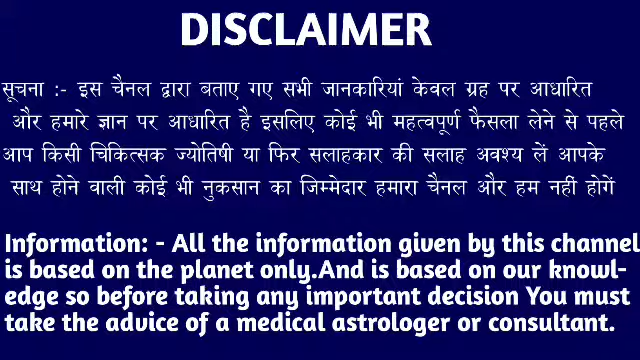 DISCLAIMER
सूचना :- इस चैनल द्वारा बताए गए सभी जानकारियां केवल ग्रह पर आधारित
और हमारे ज्ञान पर आधारित है इसलिए कोई भी महत्वपूर्ण फैसला लेने से पहले
आप किसी चिकित्सक ज्योतिषी या फिर सलाहकार की सलाह अवश्य लें आपके
साथ होने वाली कोई भी नुकसान का जिम्मेदार हमारा चैनल और हम नहीं होगें
Information: - All the information given by this channel
is based on the planet only.And is based on our knowl-
edge so before taking any important decision You must
take the advice of a medical astrologer or consultant.